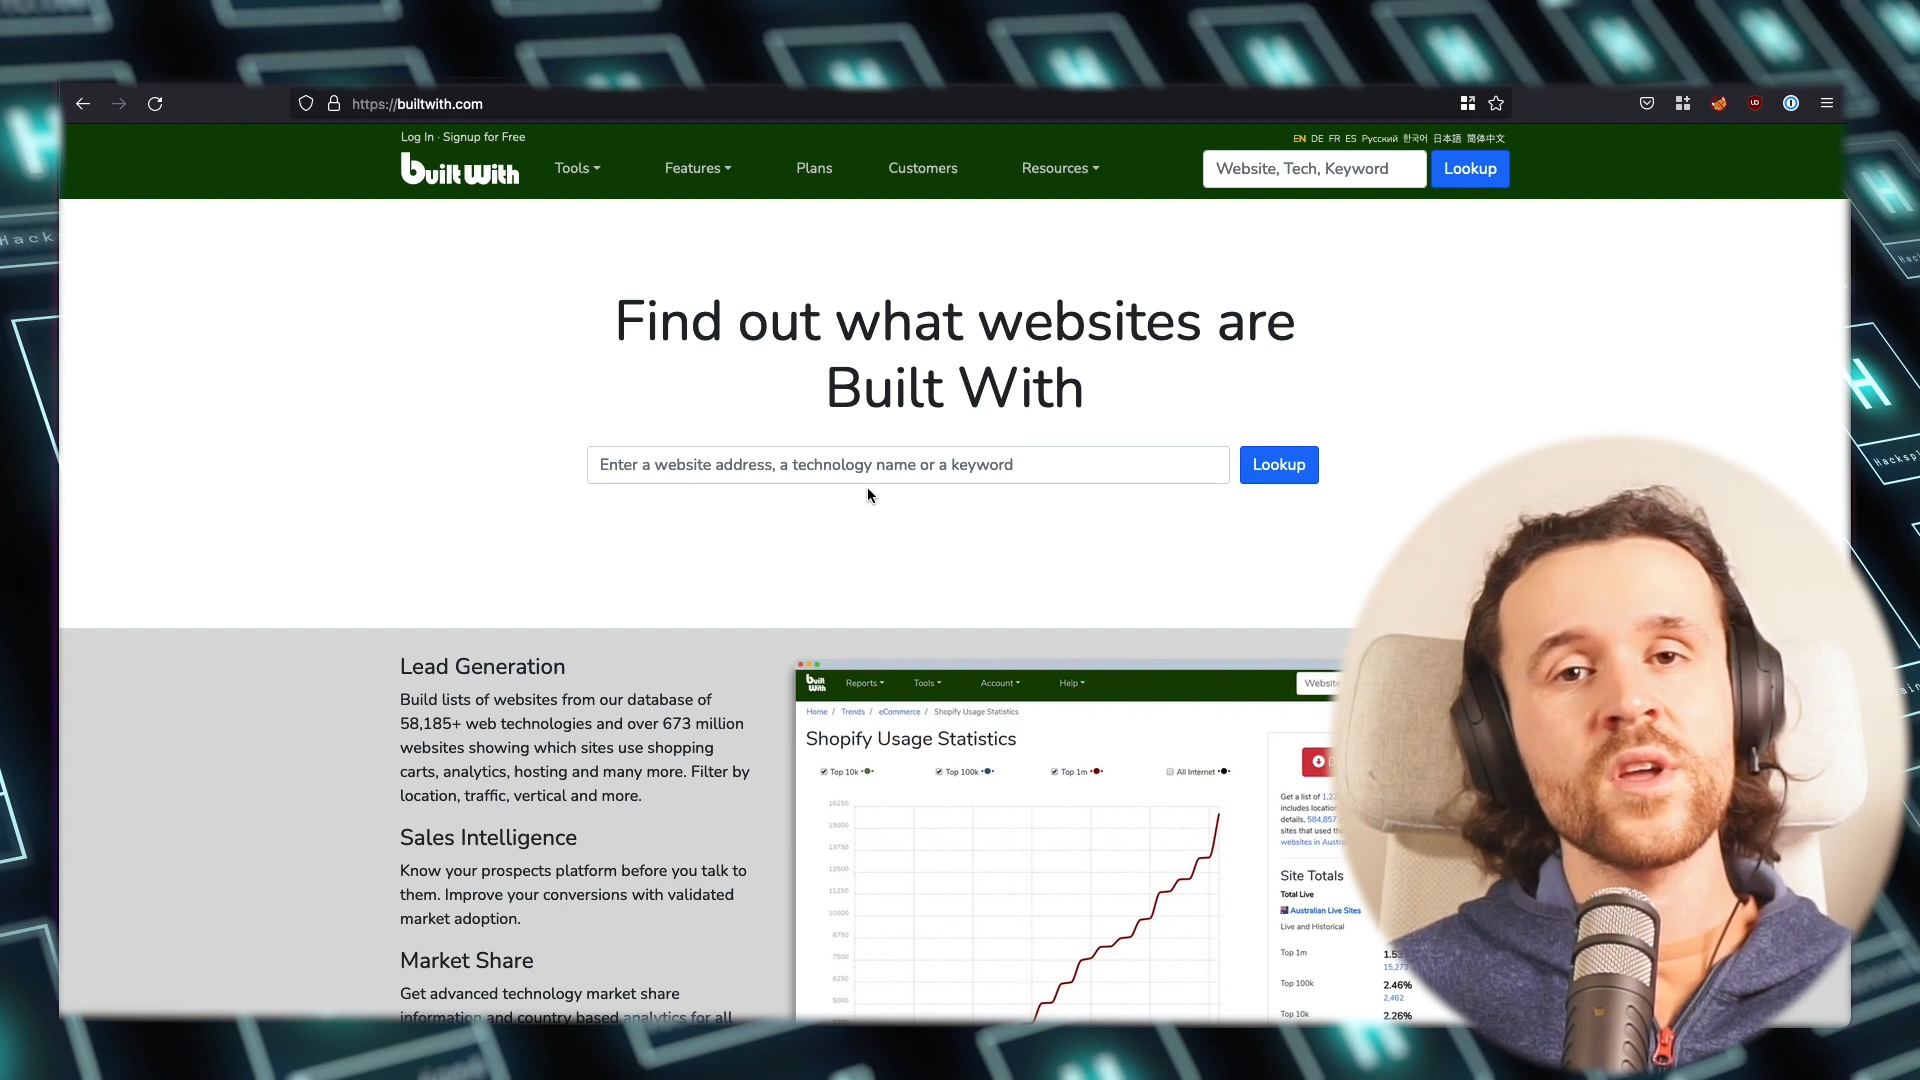 https://builtwith.com
Log In · Signup for Free
EN DE FR ES Русский 한국어 日本語 简体中文
built with
Tools
Features
Plans
Customers
Resources
Website, Tech, Keyword
Lookup
Find out what websites are
Built With
Enter a website address, a technology name or a keyword
Lookup
Lead Generation
Build lists of websites from our database of
58,185+ web technologies and over 673 million
websites showing which sites use shopping
carts, analytics, hosting and many more. Filter by
location, traffic, vertical and more.
Sales Intelligence
Know your prospects platform before you talk to
them. Improve your conversions with validated
market adoption.
Market Share
Get advanced technology market share
information and country based analytics for all
built
with
Reports
Tools
Account
Help
Website
Home / Trends / eCommerce / Shopify Usage Statistics
Shopify Usage Statistics
Top 10k
Top 100k
Top 1m
All Internet
16250
15000
13750
12500
11250
10000
8750
7500
6250
5000
Get a list of 1,22
includes location
details, 584,857
sites that used th
websites in Austra
Site Totals
Total Live
Australian Live Sites
Live and Historical
Top 1m
1.53
15,273
Top 100k
2.46%
2,462
Top 10k
2.26%
Hack
H
H